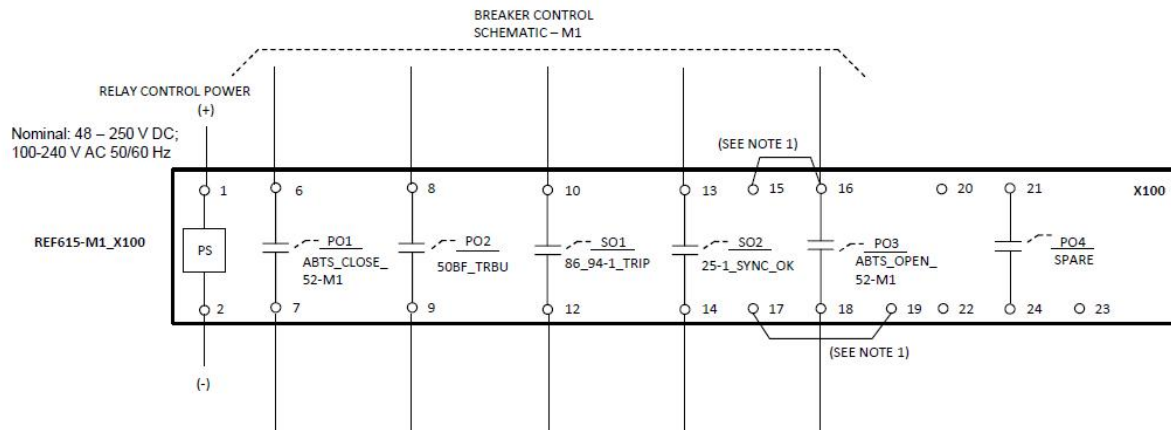 BREAKER CONTROL
SCHEMATIC – M1
RELAY CONTROL POWER
(+)
Nominal: 48 – 250 V DC;
100-240 V AC 50/60 Hz
(SEE NOTE 1)
1 6 8 10 13 15 16 20 21 X100
REF615-M1_X100
PS
PO1
ABTS_CLOSE_
52-M1
PO2
50BF_TRBU
SO1
86_94-1_TRIP
SO2
25-1_SYNC_OK
PO3
ABTS_OPEN_
52-M1
PO4
SPARE
2 7 9 12 14 17 18 19 22 24 23
(SEE NOTE 1)
(-)